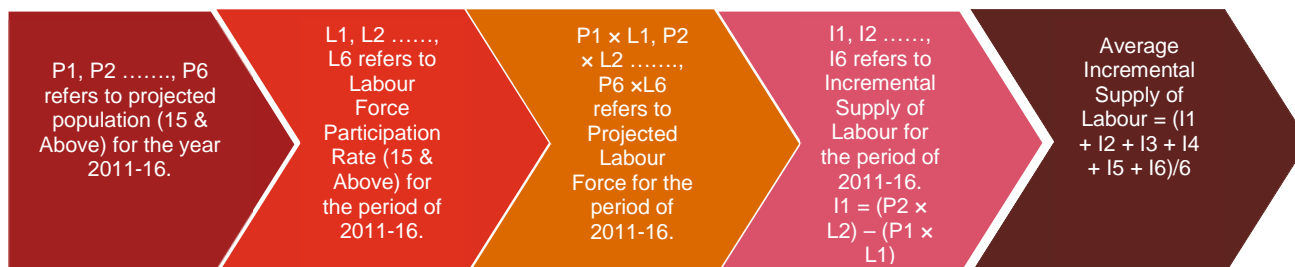 P1, P2 ……., P6
refers to projected
population (15 &
Above) for the year
2011-16.
L1, L2 ……,
L6 refers to
Labour
Force
Participation
Rate (15 &
Above) for
the period of
2011-16.
P1 × L1, P2
× L2 …….,
P6 ×L6
refers to
Projected
Labour
Force for the
period of
2011-16.
I1, I2 ……,
I6 refers to
Incremental
Supply of
Labour for
the period of
2011-16.
I1 = (P2 ×
L2) – (P1 ×
L1)
Average
Incremental
Supply of
Labour = (I1
+ I2 + I3 + I4
+ I5 + I6)/6